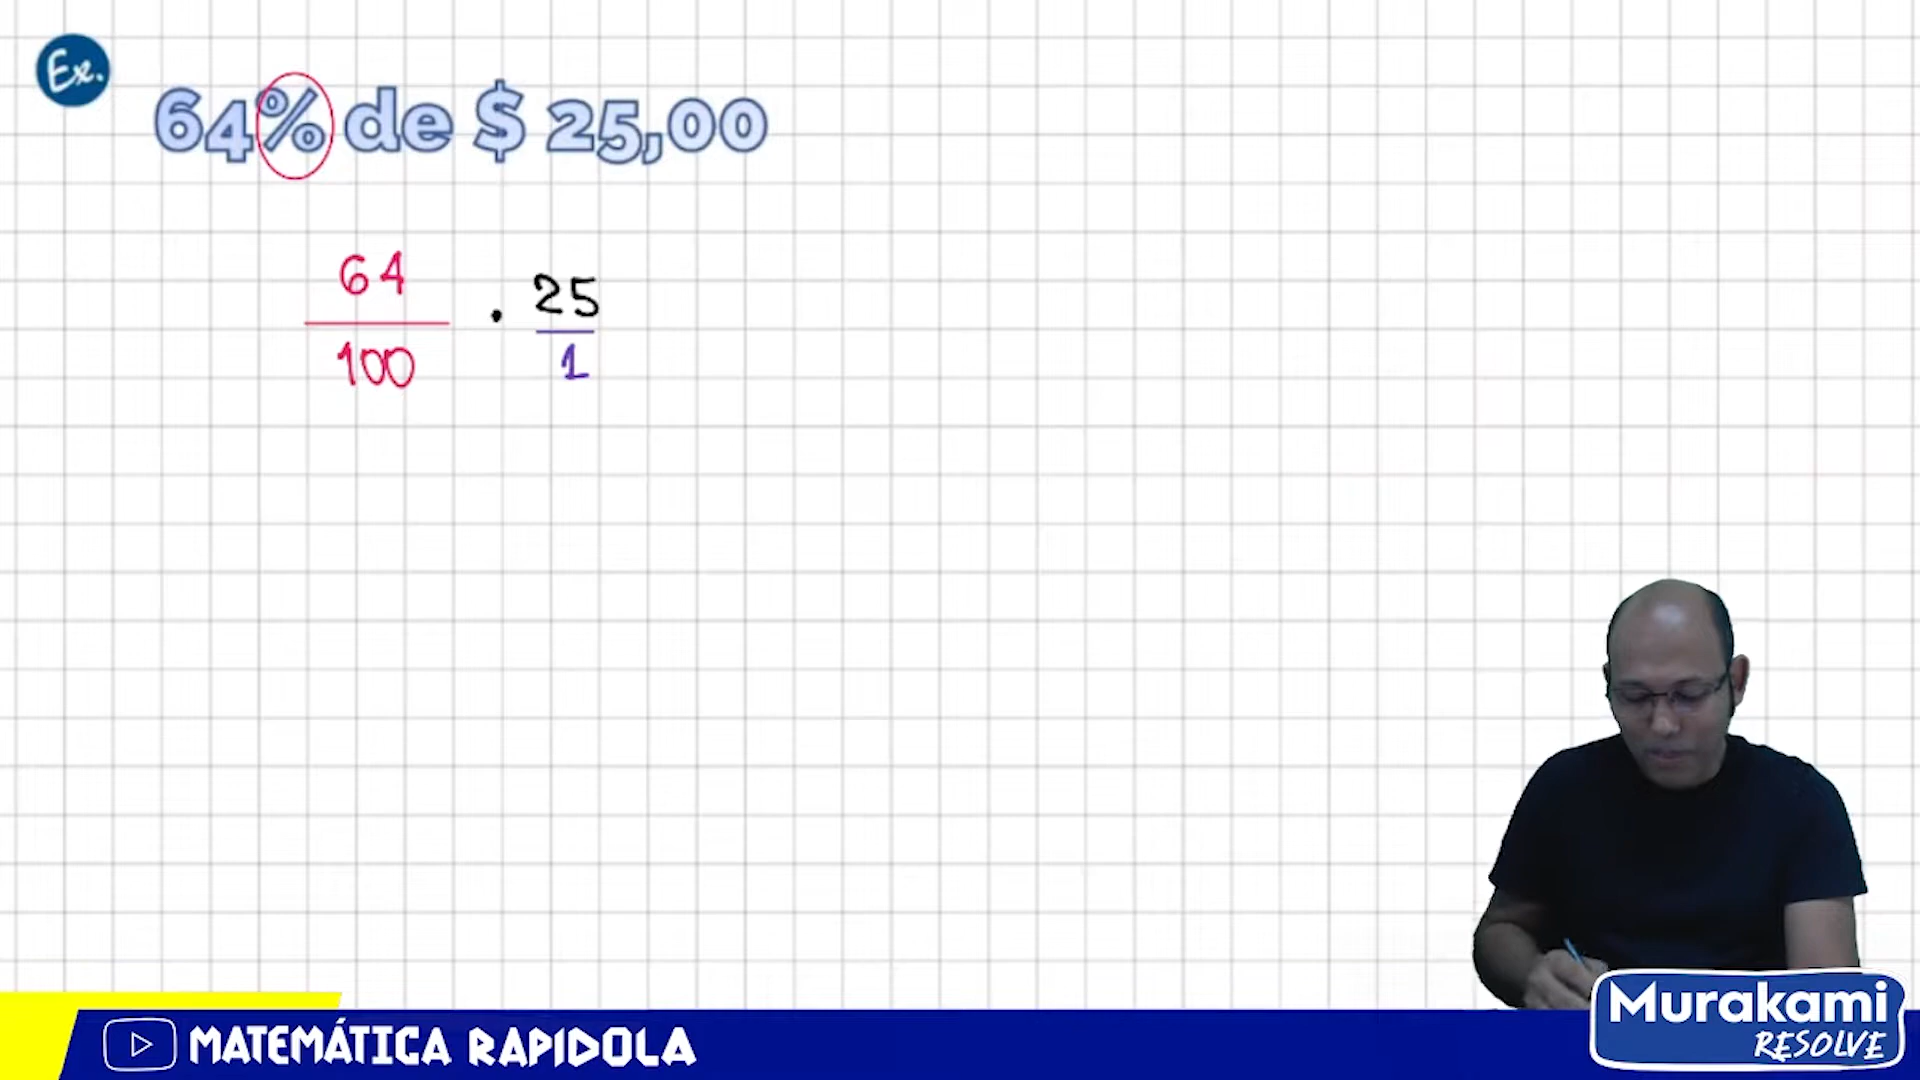 Ex.
64% de $ 25,00
64 . 25
100 1
MATEMÁTICA RAPIDOLA
Murakami
RESOLVE